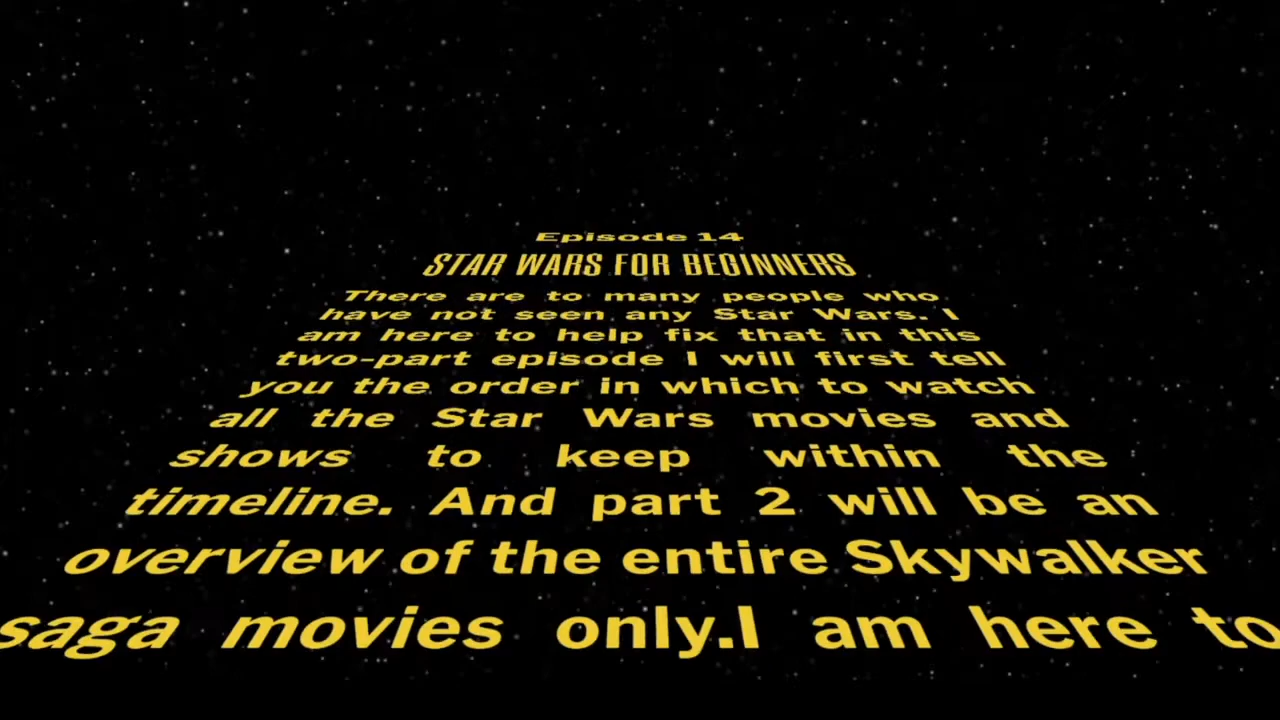 Episode 14
STAR WARS FOR BEGINNERS
There are to many people who
have not seen any Star Wars. I
am here to help fix that in this
two-part episode I will first tell
you the order in which to watch
all the Star Wars movies and
shows to keep within the
timeline. And part 2 will be an
overview of the entire Skywalker
saga movies only.I am here to